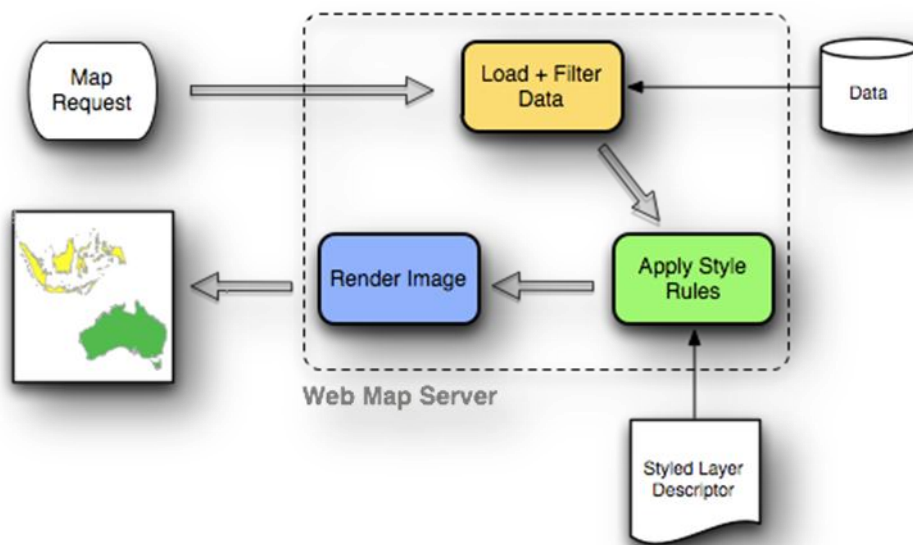 Map
Request
Load + Filter
Data
Data
Render Image
Apply Style
Rules
Web Map Server
Styled Layer
Descriptor